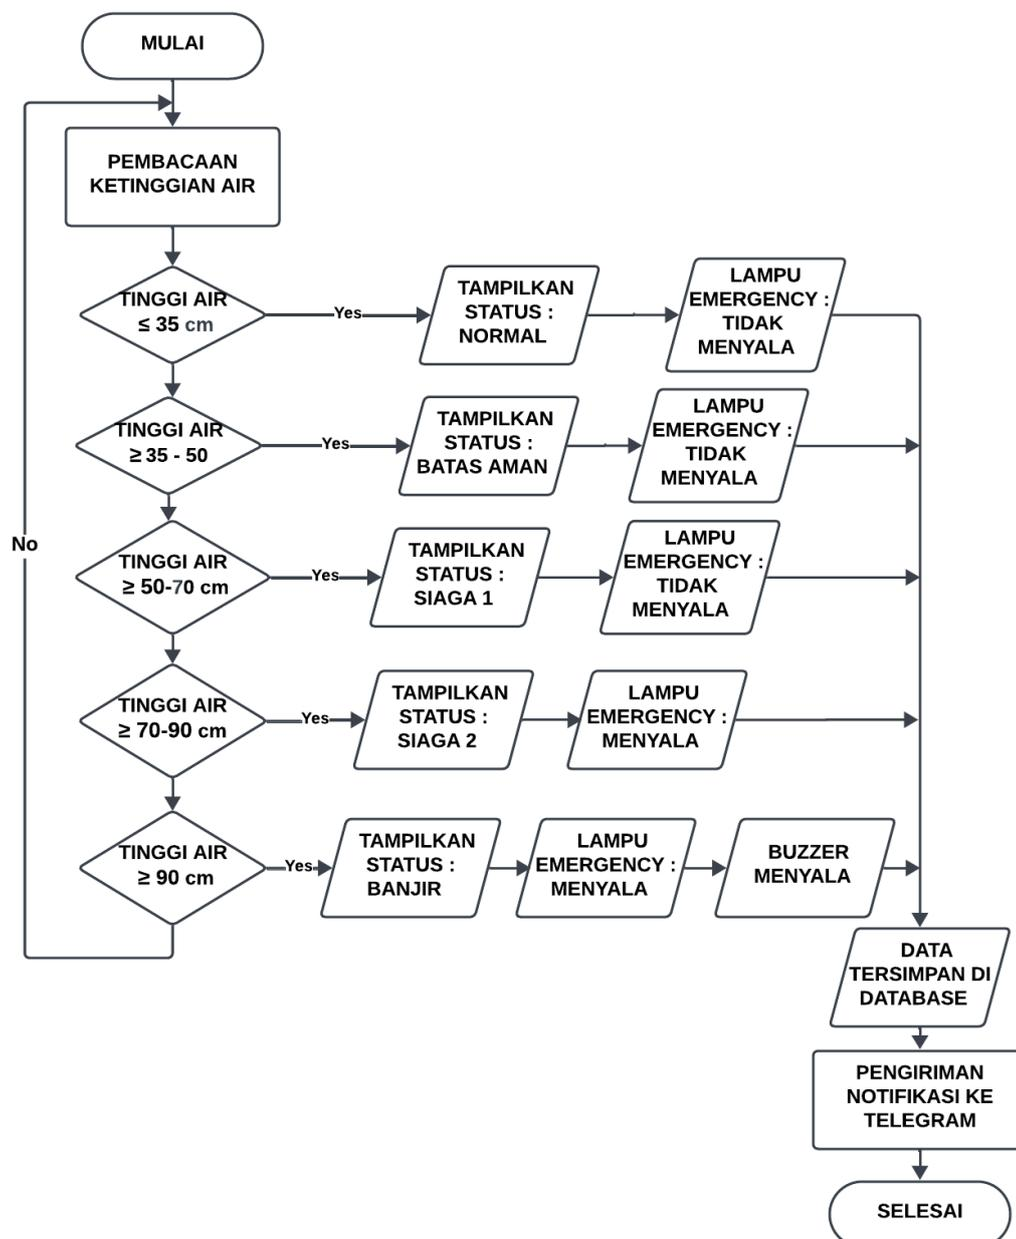 MULAI
PEMBACAAN
KETINGGIAN AIR
TINGGI AIR
≤ 35 cm
Yes
TAMPILKAN
STATUS :
NORMAL
LAMPU
EMERGENCY :
TIDAK
MENYALA
TINGGI AIR
≥ 35 - 50
Yes
TAMPILKAN
STATUS :
BATAS AMAN
LAMPU
EMERGENCY :
TIDAK
MENYALA
No
TINGGI AIR
≥ 50-70 cm
Yes
TAMPILKAN
STATUS :
SIAGA 1
LAMPU
EMERGENCY :
TIDAK
MENYALA
TINGGI AIR
≥ 70-90 cm
Yes
TAMPILKAN
STATUS :
SIAGA 2
LAMPU
EMERGENCY :
MENYALA
TINGGI AIR
≥ 90 cm
Yes
TAMPILKAN
STATUS :
BANJIR
LAMPU
EMERGENCY :
MENYALA
BUZZER
MENYALA
DATA
TERSIMPAN DI
DATABASE
PENGIRIMAN
NOTIFIKASI KE
TELEGRAM
SELESAI